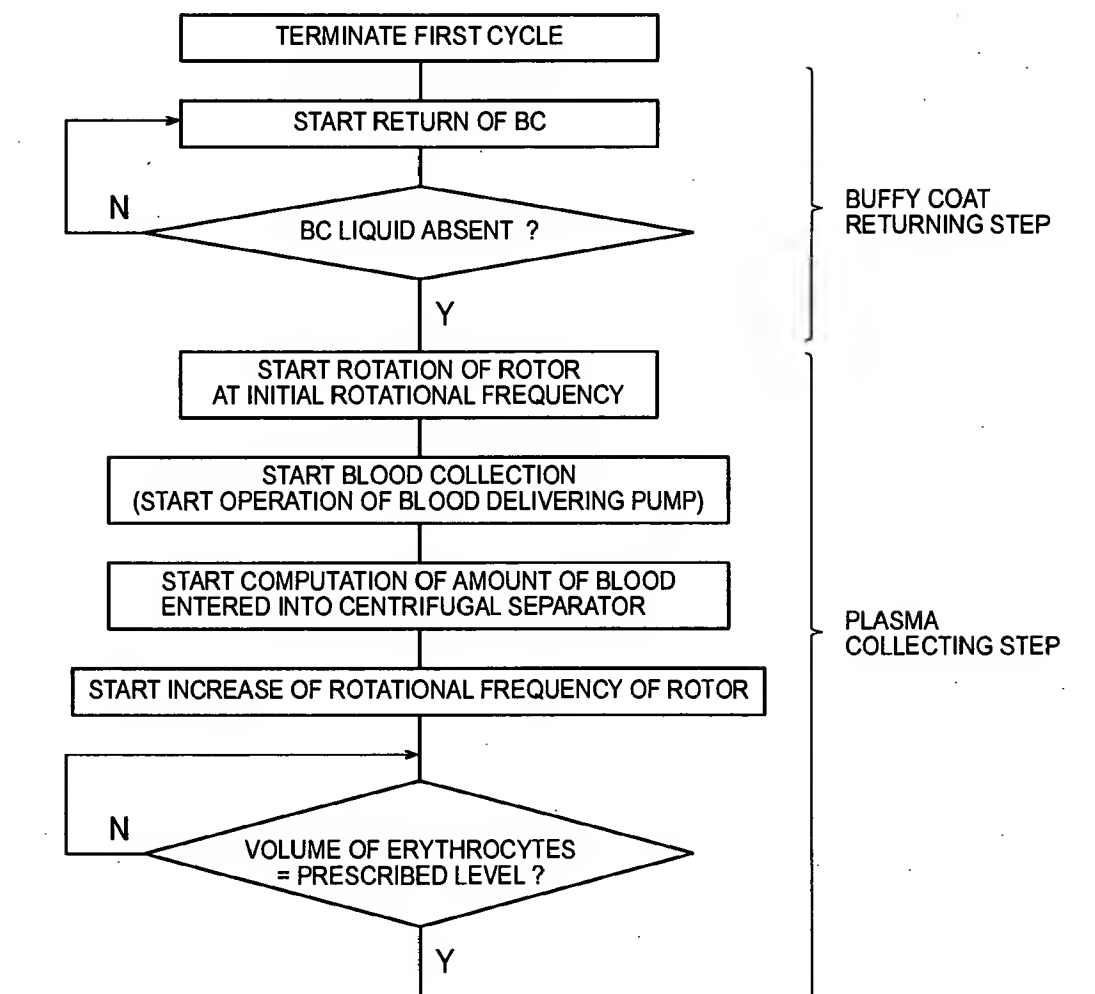 TERMINATE FIRST CYCLE
START RETURN OF BC
N
BC LIQUID ABSENT ?
BUFFY COAT
RETURNING STEP
Y
START ROTATION OF ROTOR
AT INITIAL ROTATIONAL FREQUENCY
START BLOOD COLLECTION
(START OPERATION OF BLOOD DELIVERING PUMP)
START COMPUTATION OF AMOUNT OF BLOOD
ENTERED INTO CENTRIFUGAL SEPARATOR
PLASMA
COLLECTING STEP
START INCREASE OF ROTATIONAL FREQUENCY OF ROTOR
N
VOLUME OF ERYTHROCYTES
= PRESCRIBED LEVEL ?
Y